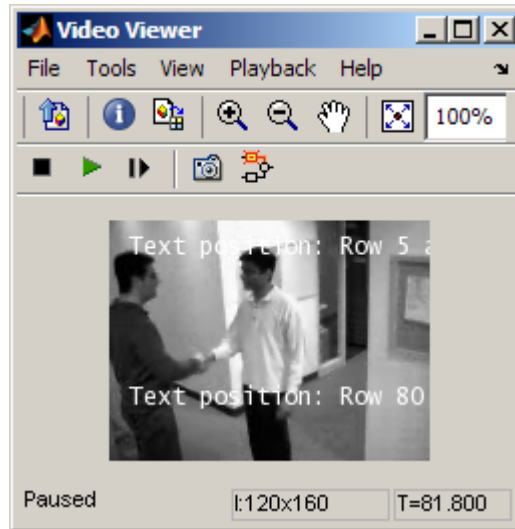 Video Viewer
File Tools View Playback Help
100%
Text position: Row 5 a
Text position: Row 80
Paused I:120x160 T=81.800